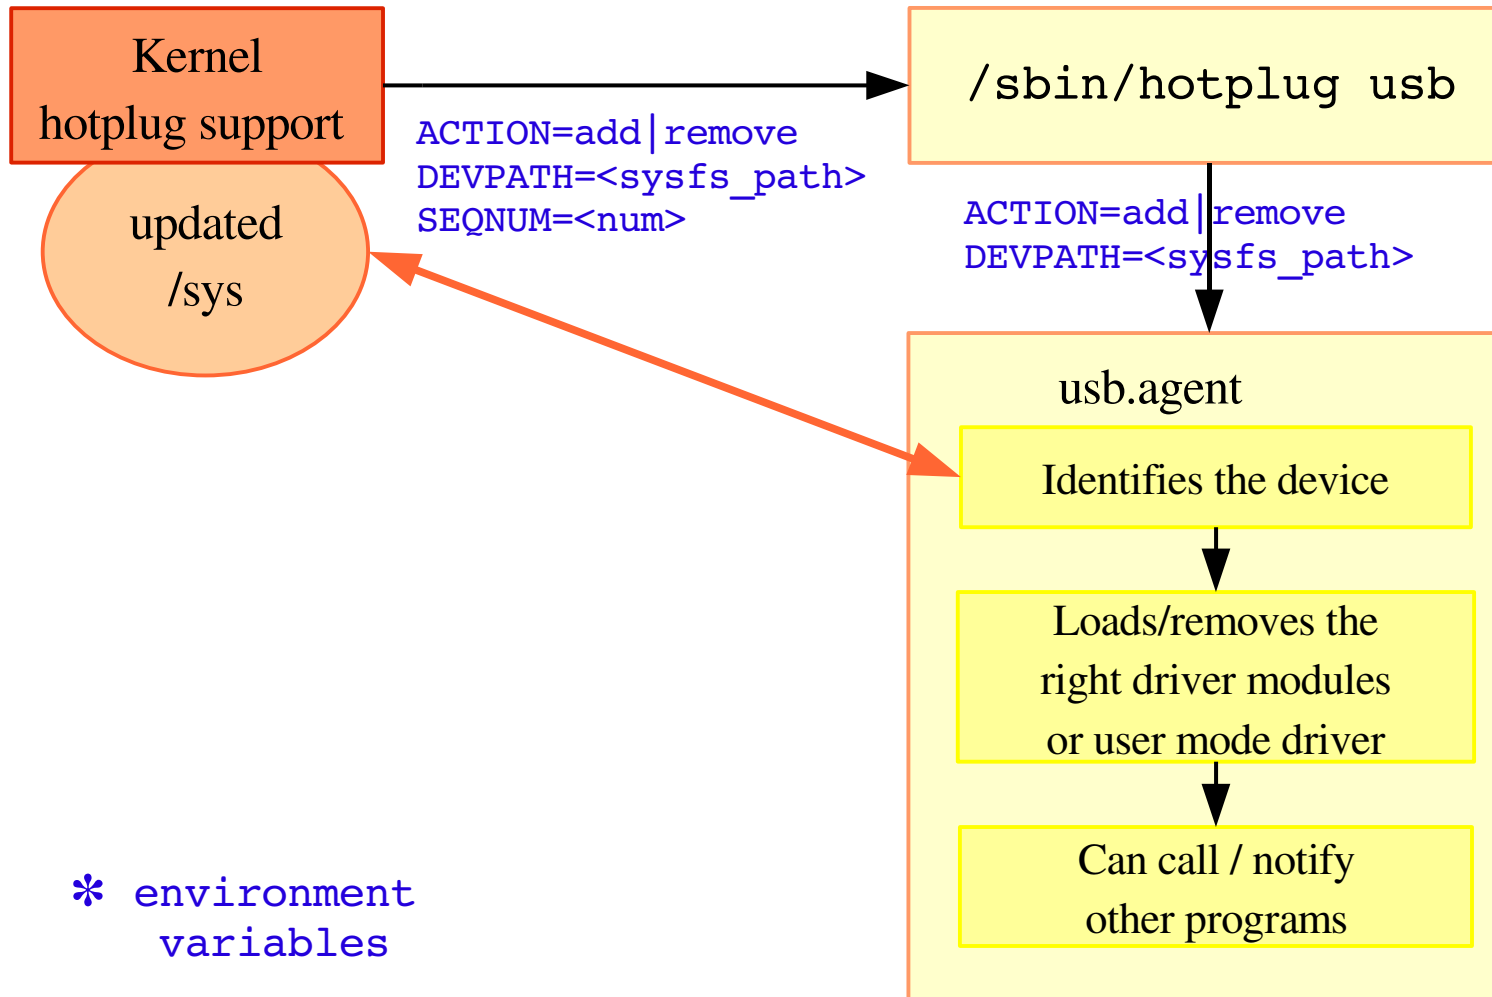 Kernel
hotplug support
/sbin/hotplug usb
ACTION=add|remove
DEVPATH=<sysfs_path>
SEQNUM=<num>
updated
/sys
ACTION=add|remove
DEVPATH=<sysfs_path>
usb.agent
Identifies the device
Loads/removes the
right driver modules
or user mode driver
Can call / notify
other programs
✻ environment
variables